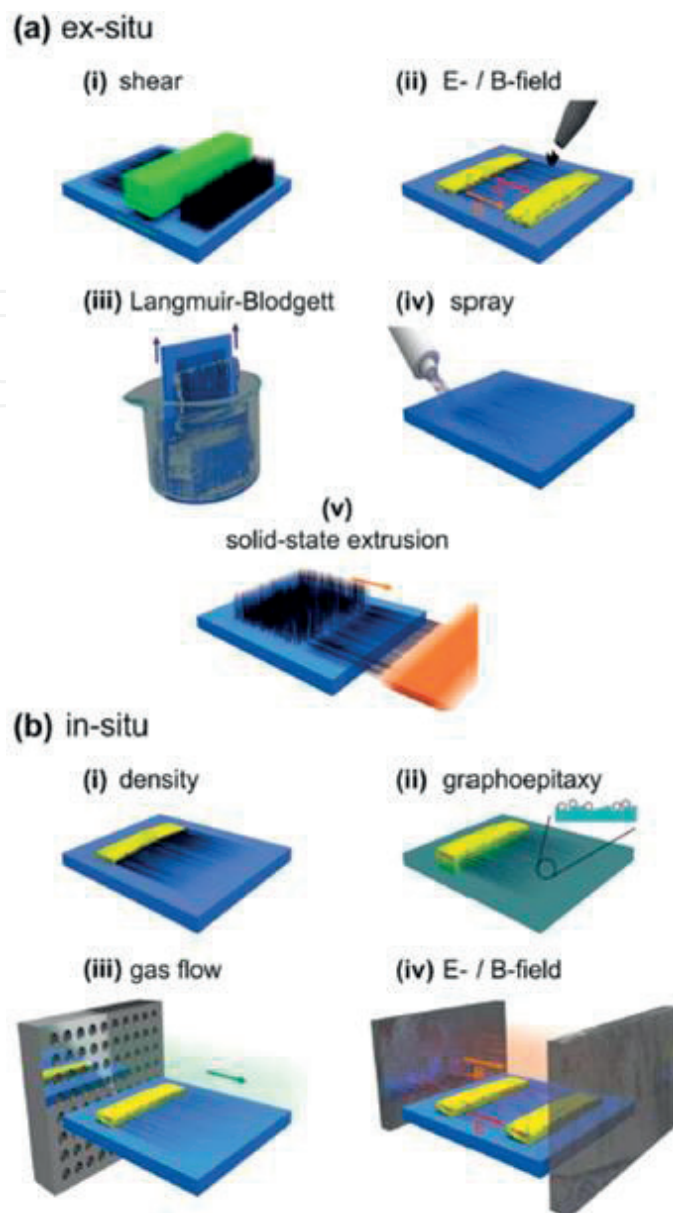 (a) ex-situ
(i) shear
(ii) E- / B-field
(iii) Langmuir-Blodgett
(iv) spray
(v)
solid-state extrusion
(b) in-situ
(i) density
(ii) graphoepitaxy
(iii) gas flow
(iv) E- / B-field